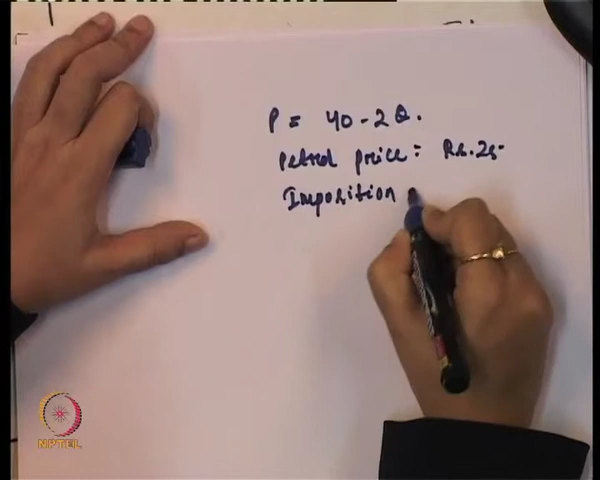 P = 40 - 2Q.
Petrol price: Rs. 25
Imposition
NPTEL